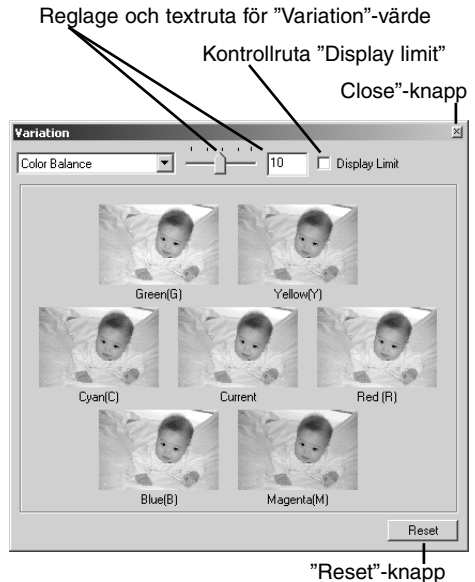 Reglage och textruta för ”Variation”-värde
Kontrollruta ”Display limit”
Close”-knapp
Variation
Color Balance
10
Display Limit
Green(G)
Yellow(Y)
Cyan(C)
Current
Red (R)
Blue(B)
Magenta(M)
Reset
”Reset”-knapp